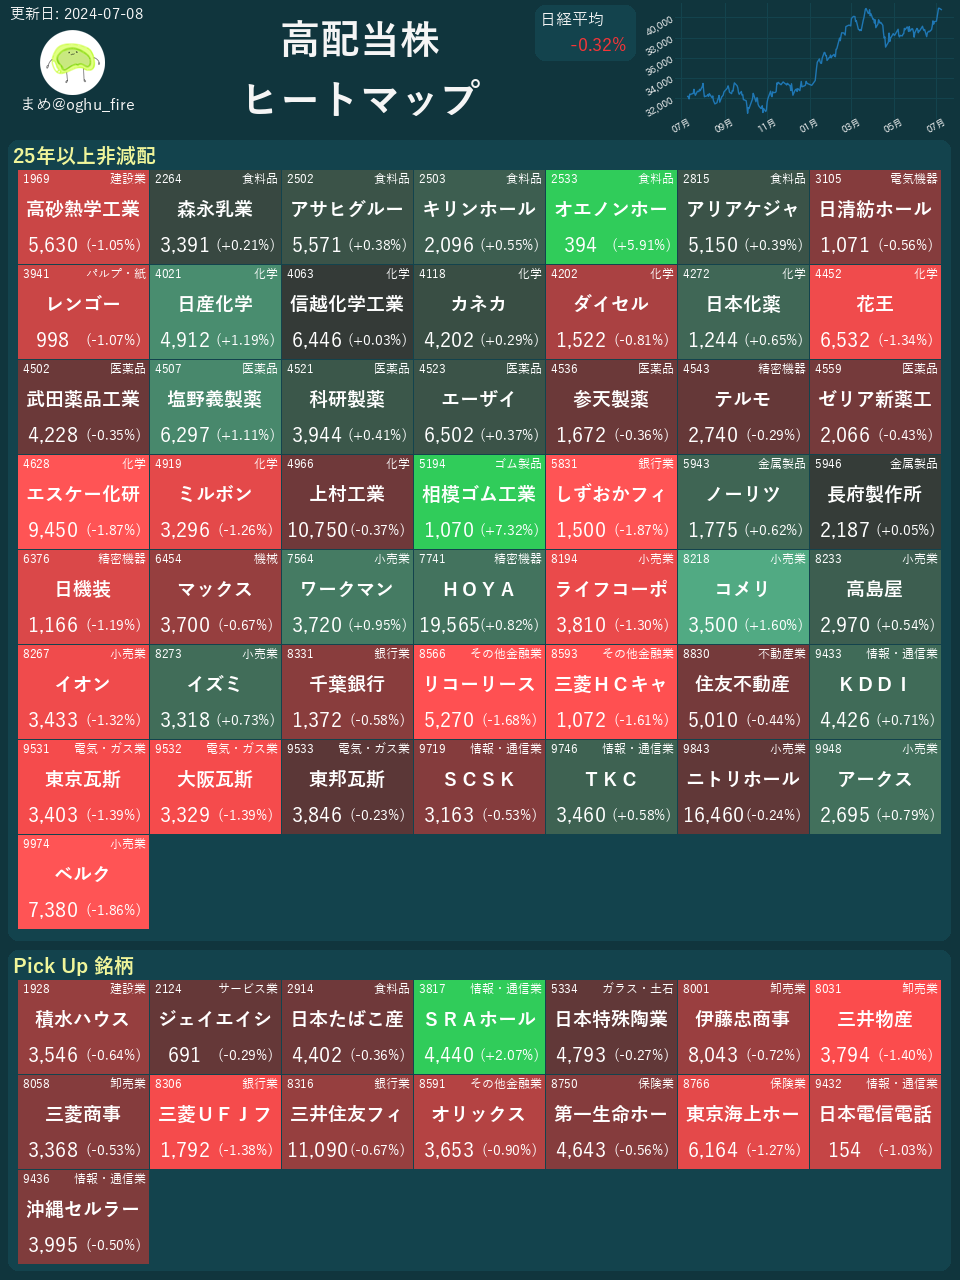 更新日: 2024-07-08
まめ@oghu_fire
高配当株
ヒートマップ
日経平均
-0.32%
40,000
38,000
36,000
34,000
32,000
07月 09月 11月 01月 03月 05月 07月
25年以上非減配
1969 建設業 2264 食料品 2502 食料品 2503 食料品 2533 食料品 2815 食料品 3105 電気機器
高砂熱学工業 森永乳業 アサヒグルー キリンホール オエノンホー アリアケジャ 日清紡ホール
5,630 (-1.05%) 3,391 (+0.21%) 5,571 (+0.38%) 2,096 (+0.55%) 394 (+5.91%) 5,150 (+0.39%) 1,071 (-0.56%)
3941 パルプ・紙 4021 化学 4063 化学 4118 化学 4202 化学 4272 化学 4452 化学
レンゴー 日産化学 信越化学工業 カネカ ダイセル 日本化薬 花王
998 (-1.07%) 4,912 (+1.19%) 6,446 (+0.03%) 4,202 (+0.29%) 1,522 (-0.81%) 1,244 (+0.65%) 6,532 (-1.34%)
4502 医薬品 4507 医薬品 4521 医薬品 4523 医薬品 4536 医薬品 4543 精密機器 4559 医薬品
武田薬品工業 塩野義製薬 科研製薬 エーザイ 参天製薬 テルモ ゼリア新薬工
4,228 (-0.35%) 6,297 (+1.11%) 3,944 (+0.41%) 6,502 (+0.37%) 1,672 (-0.36%) 2,740 (-0.29%) 2,066 (-0.43%)
4628 化学 4919 化学 4966 化学 5194 ゴム製品 5831 銀行業 5943 金属製品 5946 金属製品
エスケー化研 ミルボン 上村工業 相模ゴム工業 しずおかフィ ノーリツ 長府製作所
9,450 (-1.87%) 3,296 (-1.26%) 10,750(-0.37%) 1,070 (+7.32%) 1,500 (-1.87%) 1,775 (+0.62%) 2,187 (+0.05%)
6376 精密機器 6454 機械 7564 小売業 7741 精密機器 8194 小売業 8218 小売業 8233 小売業
日機装 マックス ワークマン ＨＯＹＡ ライフコーポ コメリ 高島屋
1,166 (-1.19%) 3,700 (-0.67%) 3,720 (+0.95%) 19,565(+0.82%) 3,810 (-1.30%) 3,500 (+1.60%) 2,970 (+0.54%)
8267 小売業 8273 小売業 8331 銀行業 8566 その他金融業 8593 その他金融業 8830 不動産業 9433 情報・通信業
イオン イズミ 千葉銀行 リコーリース 三菱ＨＣキャ 住友不動産 ＫＤＤＩ
3,433 (-1.32%) 3,318 (+0.73%) 1,372 (-0.58%) 5,270 (-1.68%) 1,072 (-1.61%) 5,010 (-0.44%) 4,426 (+0.71%)
9531 電気・ガス業 9532 電気・ガス業 9533 電気・ガス業 9719 情報・通信業 9746 情報・通信業 9843 小売業 9948 小売業
東京瓦斯 大阪瓦斯 東邦瓦斯 ＳＣＳＫ ＴＫＣ ニトリホール アークス
3,403 (-1.39%) 3,329 (-1.39%) 3,846 (-0.23%) 3,163 (-0.53%) 3,460 (+0.58%) 16,460(-0.24%) 2,695 (+0.79%)
9974 小売業
ベルク
7,380 (-1.86%)
Pick Up 銘柄
1928 建設業 2124 サービス業 2914 食料品 3817 情報・通信業 5334 ガラス・土石 8001 卸売業 8031 卸売業
積水ハウス ジェイエイシ 日本たばこ産 ＳＲＡホール 日本特殊陶業 伊藤忠商事 三井物産
3,546 (-0.64%) 691 (-0.29%) 4,402 (-0.36%) 4,440 (+2.07%) 4,793 (-0.27%) 8,043 (-0.72%) 3,794 (-1.40%)
8058 卸売業 8306 銀行業 8316 銀行業 8591 その他金融業 8750 保険業 8766 保険業 9432 情報・通信業
三菱商事 三菱ＵＦＪフ 三井住友フィ オリックス 第一生命ホー 東京海上ホー 日本電信電話
3,368 (-0.53%) 1,792 (-1.38%) 11,090(-0.67%) 3,653 (-0.90%) 4,643 (-0.56%) 6,164 (-1.27%) 154 (-1.03%)
9436 情報・通信業
沖縄セルラー
3,995 (-0.50%)